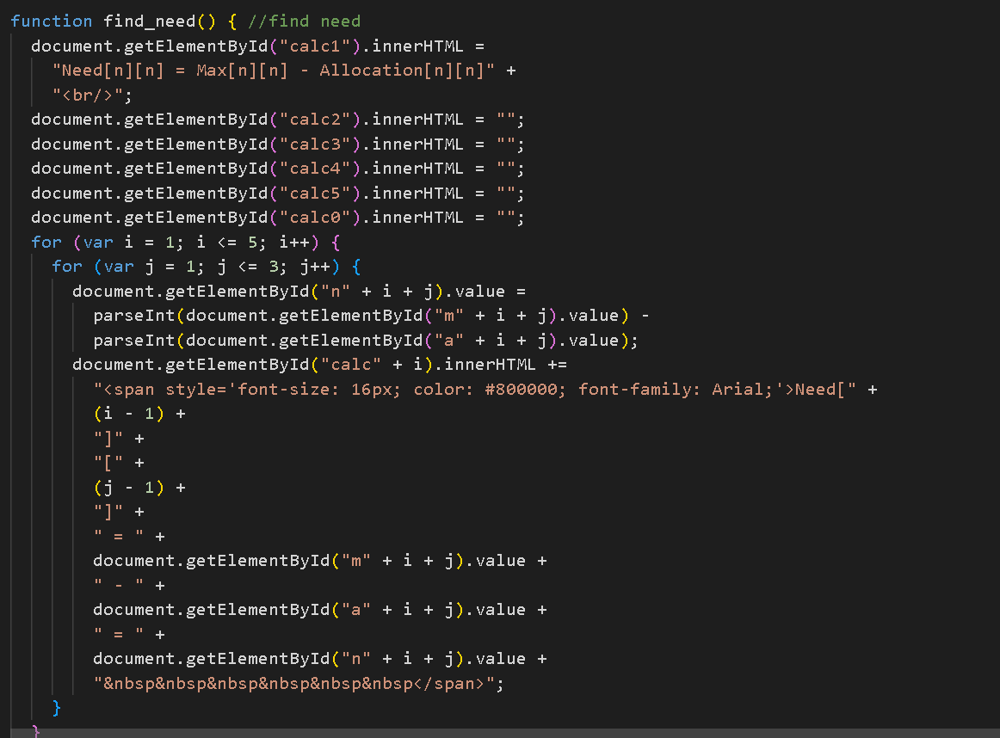 function find_need() { //find need
document.getElementById("calc1").innerHTML =
"Need[n][n] = Max[n][n] - Allocation[n][n]" +
"<br/>";
document.getElementById("calc2").innerHTML = "";
document.getElementById("calc3").innerHTML = "";
document.getElementById("calc4").innerHTML = "";
document.getElementById("calc5").innerHTML = "";
document.getElementById("calc0").innerHTML = "";
for (var i = 1; i <= 5; i++) {
for (var j = 1; j <= 3; j++) {
document.getElementById("n" + i + j).value =
parseInt(document.getElementById("m" + i + j).value) -
parseInt(document.getElementById("a" + i + j).value);
document.getElementById("calc" + i).innerHTML +=
"<span style='font-size: 16px; color: #800000; font-family: Arial;'>Need[" +
(i - 1) +
"]" +
"[" +
(j - 1) +
"]" +
" = " +
document.getElementById("m" + i + j).value +
" - " +
document.getElementById("a" + i + j).value +
" = " +
document.getElementById("n" + i + j).value +
"&nbsp&nbsp&nbsp&nbsp&nbsp&nbsp</span>";
}
}